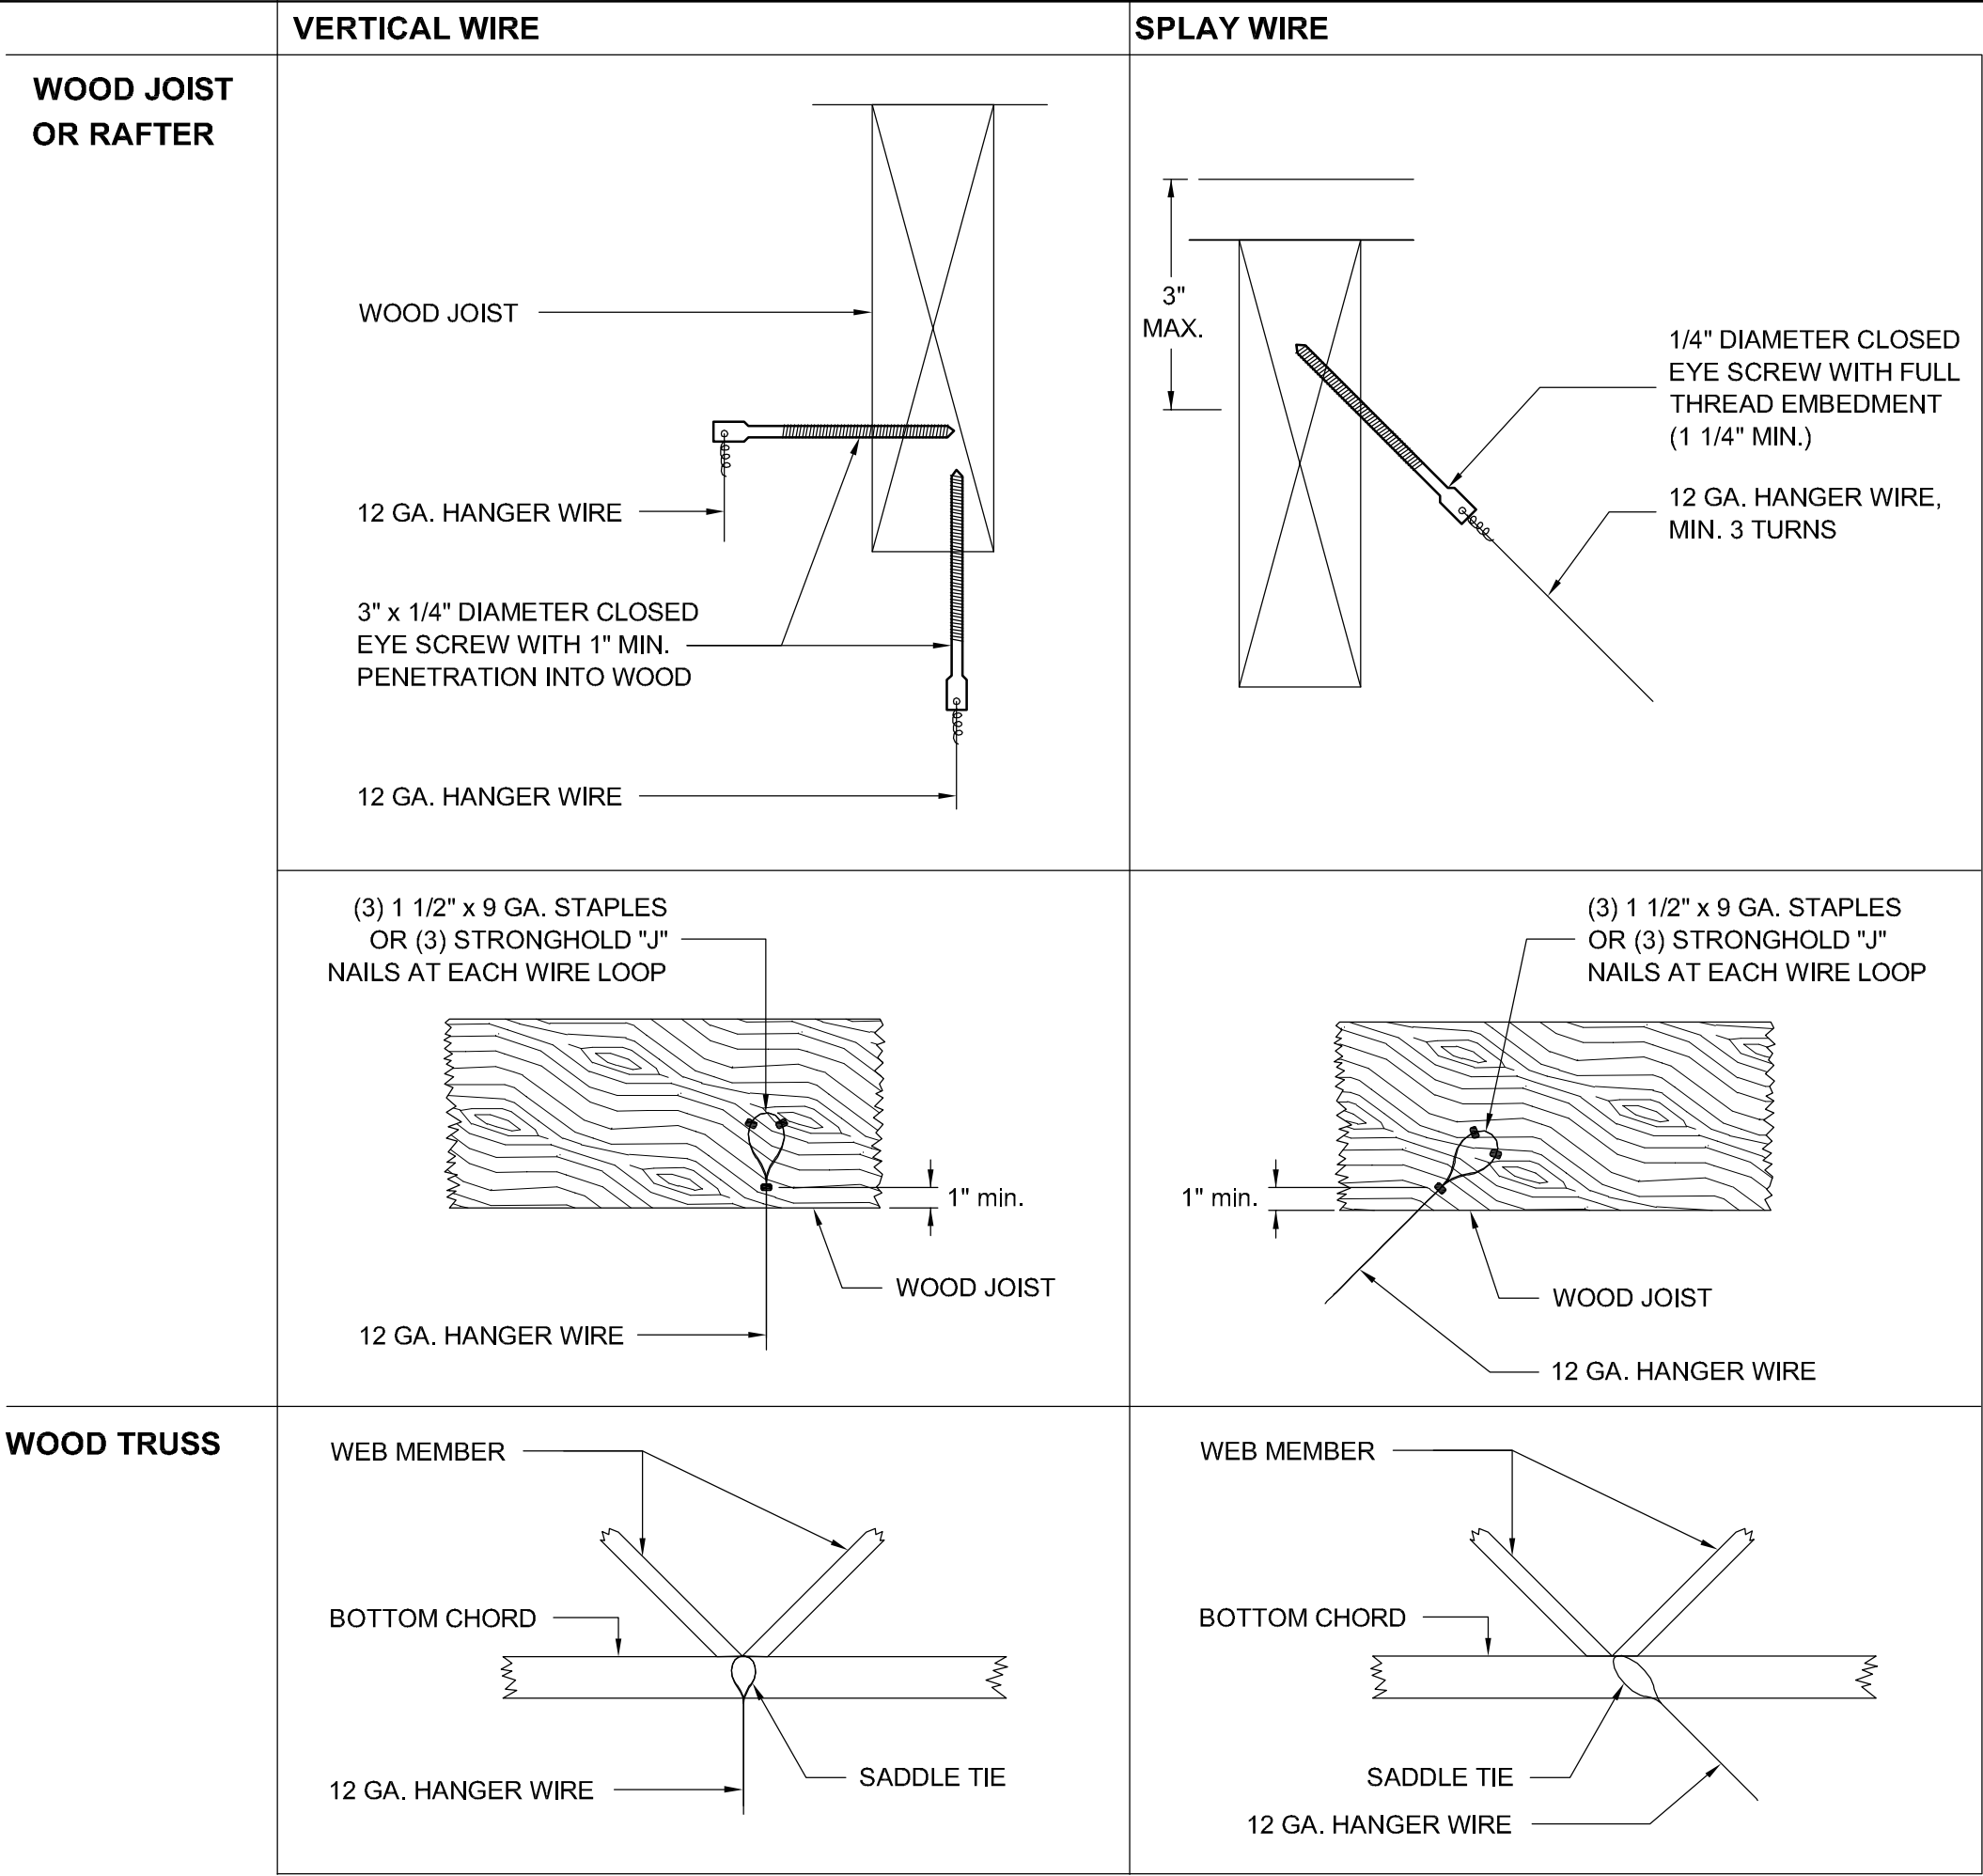 VERTICAL WIRE
SPLAY WIRE
WOOD JOIST
OR RAFTER
WOOD JOIST
12 GA. HANGER WIRE
3" x 1/4" DIAMETER CLOSED
EYE SCREW WITH 1" MIN.
PENETRATION INTO WOOD
12 GA. HANGER WIRE
3"
MAX.
1/4" DIAMETER CLOSED
EYE SCREW WITH FULL
THREAD EMBEDMENT
(1 1/4" MIN.)
12 GA. HANGER WIRE,
MIN. 3 TURNS
(3) 1 1/2" x 9 GA. STAPLES
OR (3) STRONGHOLD "J"
NAILS AT EACH WIRE LOOP
1" min.
WOOD JOIST
12 GA. HANGER WIRE
(3) 1 1/2" x 9 GA. STAPLES
OR (3) STRONGHOLD "J"
NAILS AT EACH WIRE LOOP
1" min.
WOOD JOIST
12 GA. HANGER WIRE
WOOD TRUSS
WEB MEMBER
BOTTOM CHORD
SADDLE TIE
12 GA. HANGER WIRE
WEB MEMBER
BOTTOM CHORD
SADDLE TIE
12 GA. HANGER WIRE